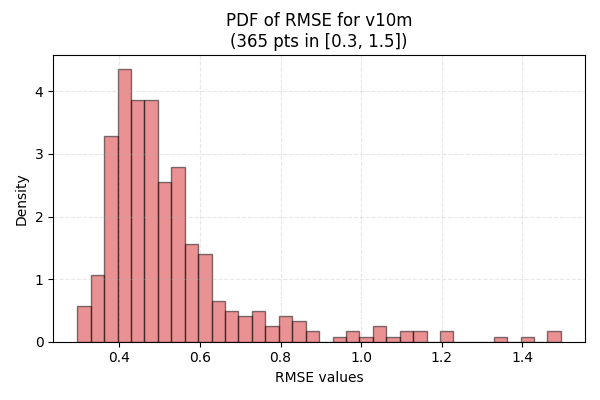 PDF of RMSE for v10m
(365 pts in [0.3, 1.5])
Density
4
3
2
1
0
0.4 0.6 0.8 1.0 1.2 1.4
RMSE values